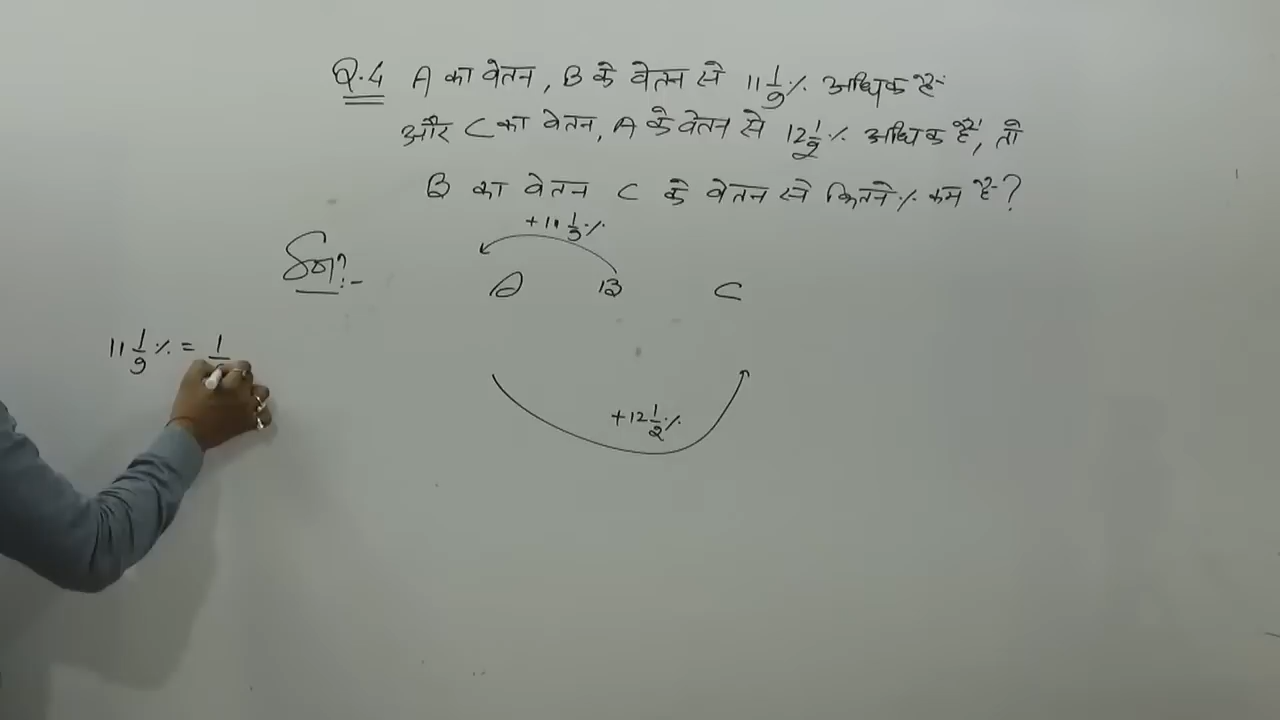 Q.4 A का वेतन, B के वेतन से 11 1/9 % अधिक है
और C का वेतन, A के वेतन से 12 1/2 % अधिक है, तो
B का वेतन C के वेतन से कितने % कम है?
+11 1/9 %
A B C
11 1/9 % = 1/
+12 1/2 %